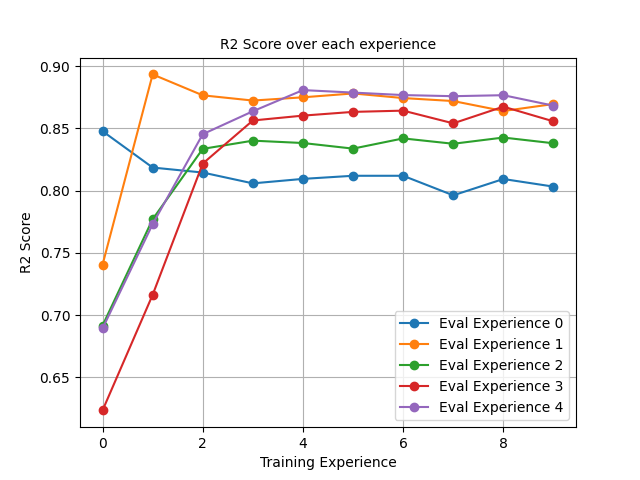 R2 Score over each experience
0.90
0.85
0.80
0.75
0.70
0.65
R2 Score
0 2 4 6 8
Training Experience
Eval Experience 0
Eval Experience 1
Eval Experience 2
Eval Experience 3
Eval Experience 4